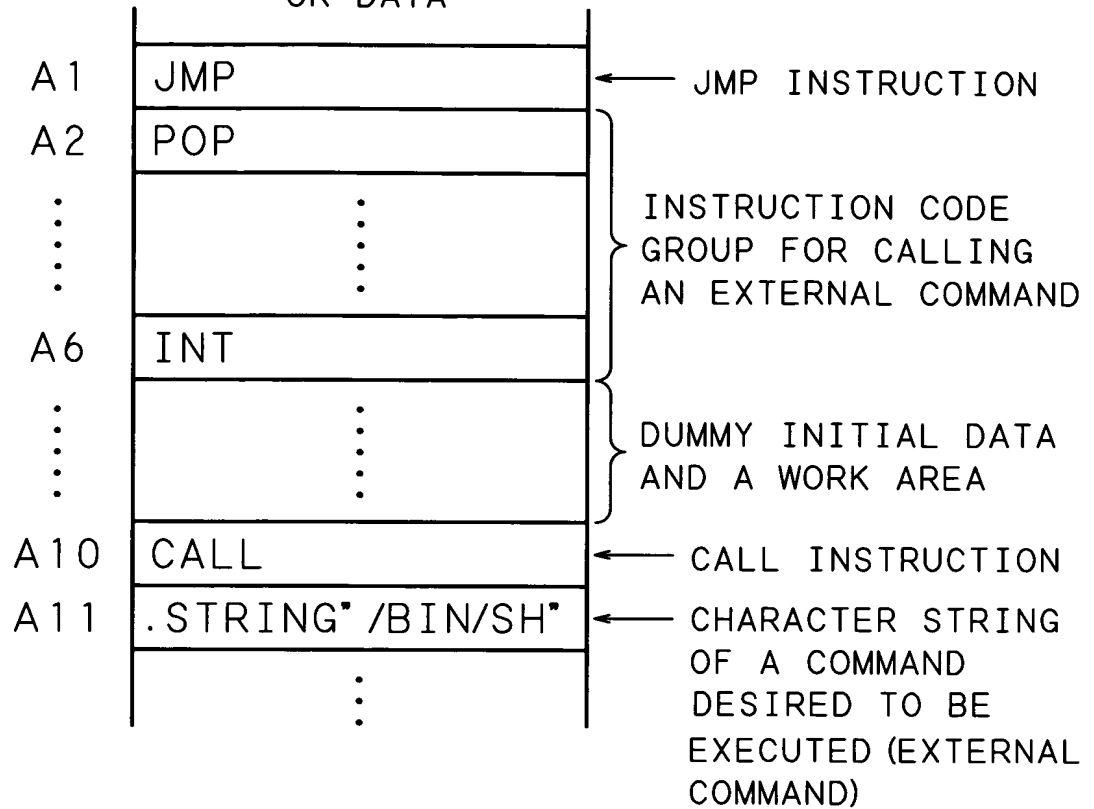 OR DATA
A1 JMP JMP INSTRUCTION
A2 POP
INSTRUCTION CODE
GROUP FOR CALLING
AN EXTERNAL COMMAND
A6 INT
DUMMY INITIAL DATA
AND A WORK AREA
A10 CALL CALL INSTRUCTION
A11 .STRING"/BIN/SH" CHARACTER STRING
OF A COMMAND
DESIRED TO BE
EXECUTED (EXTERNAL
COMMAND)